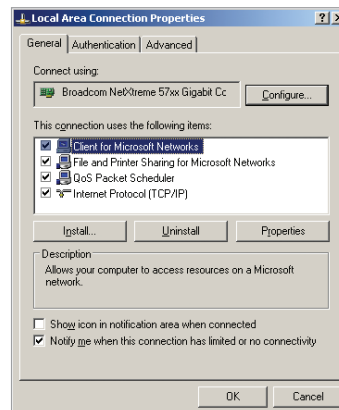 Local Area Connection Properties
General Authentication Advanced
Connect using:
Broadcom NetXtreme 57xx Gigabit Cc
Configure...
This connection uses the following items:
Client for Microsoft Networks
File and Printer Sharing for Microsoft Networks
QoS Packet Scheduler
Internet Protocol (TCP/IP)
Install... Uninstall Properties
Description
Allows your computer to access resources on a Microsoft
network.
Show icon in notification area when connected
Notify me when this connection has limited or no connectivity
OK Cancel